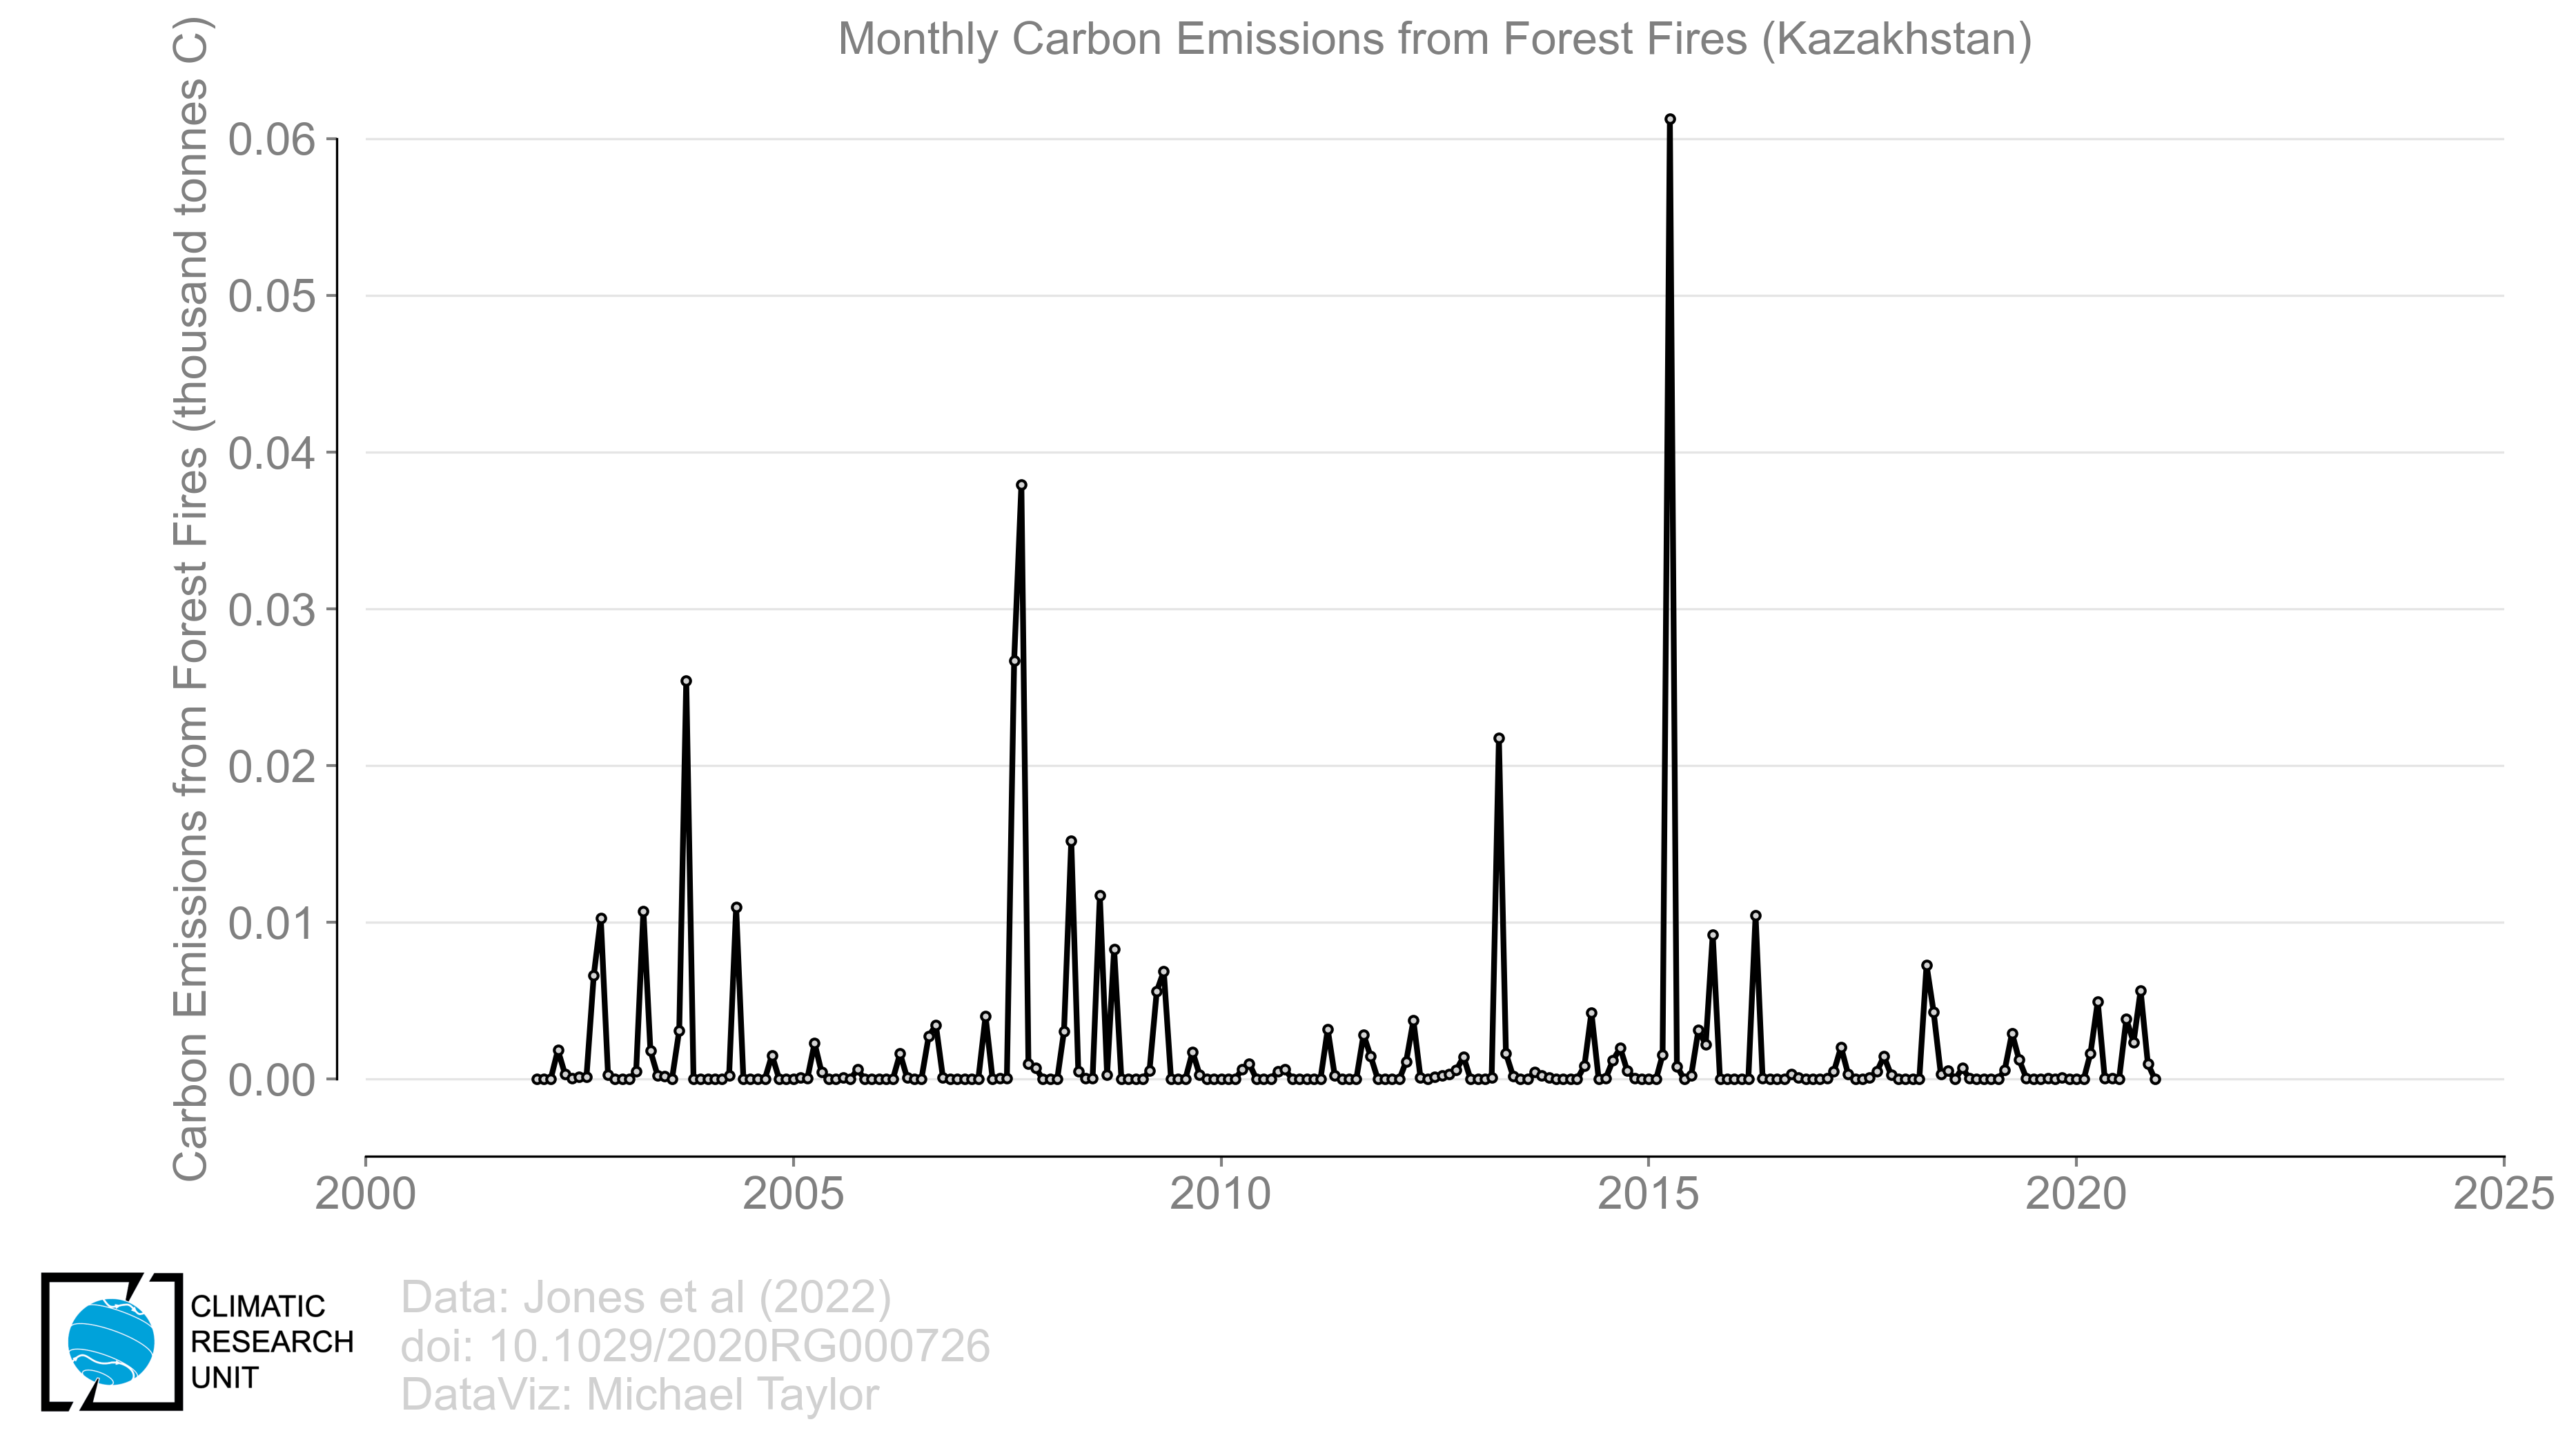 Monthly Carbon Emissions from Forest Fires (Kazakhstan)
Carbon Emissions from Forest Fires (thousand tonnes C)
0.06
0.05
0.04
0.03
0.02
0.01
0.00
2000
2005
2010
2015
2020
2025
CLIMATIC
RESEARCH
UNIT
Data: Jones et al (2022)
doi: 10.1029/2020RG000726
DataViz: Michael Taylor